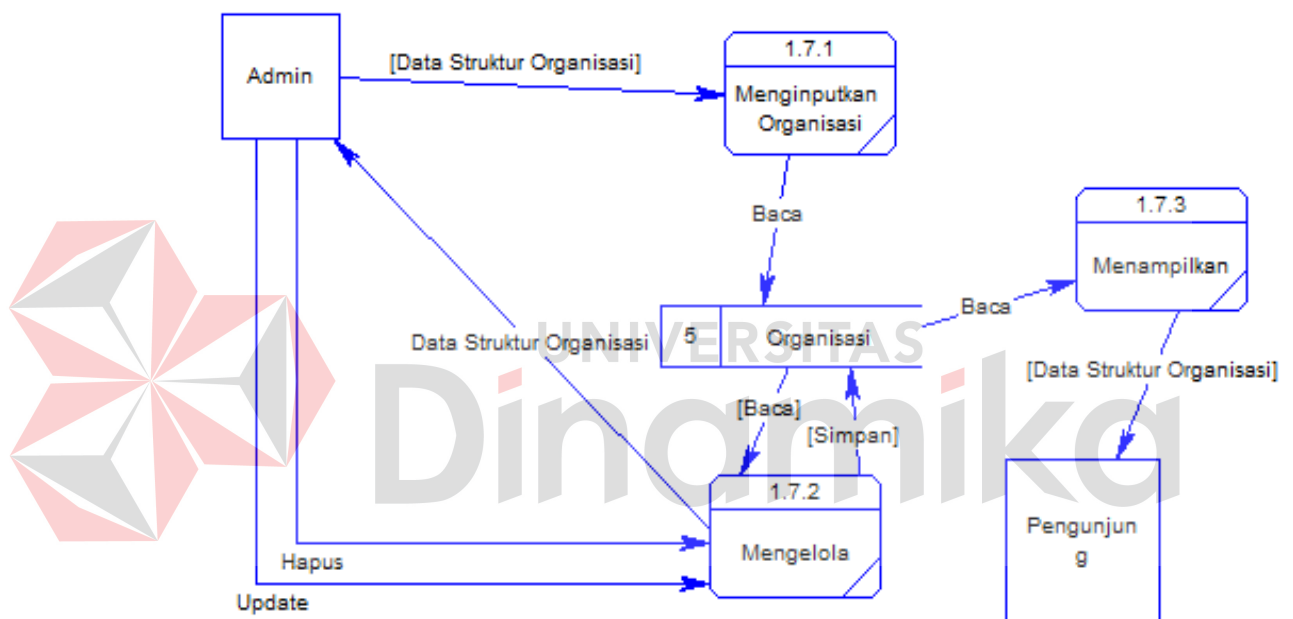 Admin
[Data Struktur Organisasi]
1.7.1
Menginputkan
Organisasi
Baca
1.7.3
Menampilkan
Baca
5
Organisasi
Data Struktur Organisasi
UNIVERSITAS
Dinamika
[Data Struktur Organisasi]
[Baca]
[Simpan]
1.7.2
Mengelola
Pengunjun
g
Hapus
Update